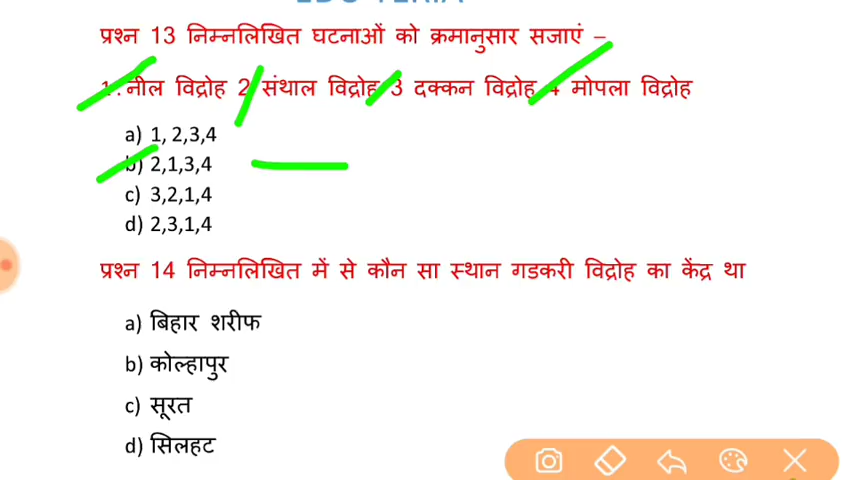 प्रश्न 13 निम्नलिखित घटनाओं को क्रमानुसार सजाएं –
1. नील विद्रोह 2 संथाल विद्रोह 3 दक्कन विद्रोह 4 मोपला विद्रोह
a) 1, 2,3,4
b) 2,1,3,4
c) 3,2,1,4
d) 2,3,1,4
प्रश्न 14 निम्नलिखित में से कौन सा स्थान गडकरी विद्रोह का केंद्र था
a) बिहार शरीफ
b) कोल्हापुर
c) सूरत
d) सिलहट